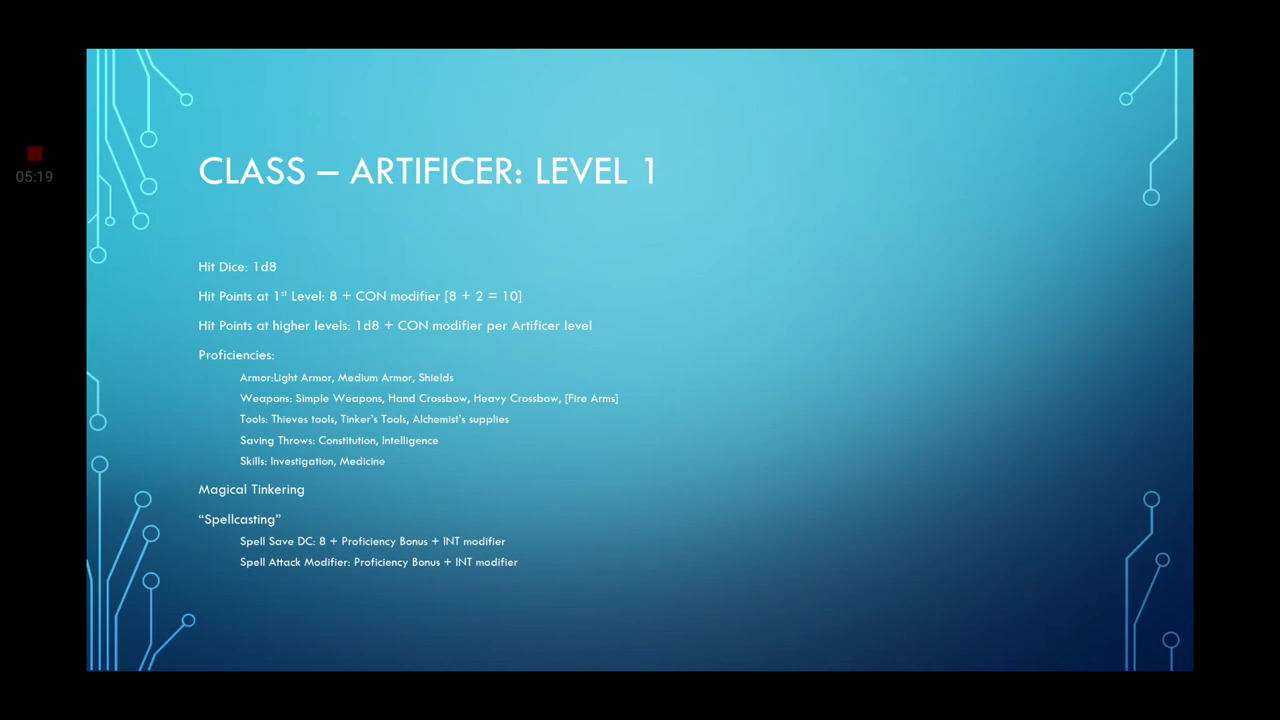 CLASS – ARTIFICER: LEVEL 1
05:19
Hit Dice: 1d8
Hit Points at 1st Level: 8 + CON modifier [8 + 2 = 10]
Hit Points at higher levels: 1d8 + CON modifier per Artificer level
Proficiencies:
Armor:Light Armor, Medium Armor, Shields
Weapons: Simple Weapons, Hand Crossbow, Heavy Crossbow, [Fire Arms]
Tools: Thieves tools, Tinker's Tools, Alchemist's supplies
Saving Throws: Constitution, Intelligence
Skills: Investigation, Medicine
Magical Tinkering
“Spellcasting”
Spell Save DC: 8 + Proficiency Bonus + INT modifier
Spell Attack Modifier: Proficiency Bonus + INT modifier